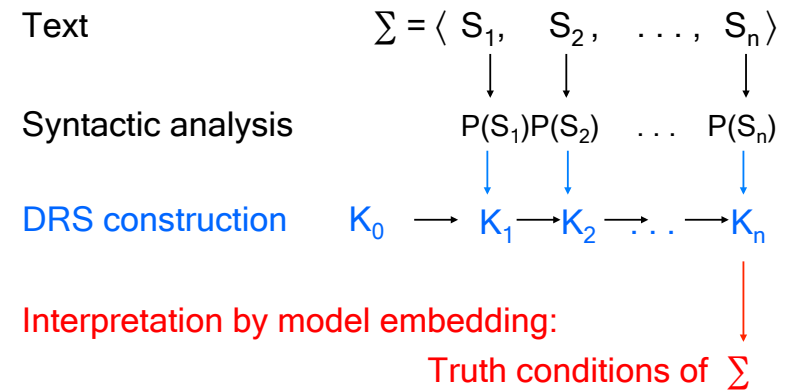 Text ∑ = ⟨ S₁, S₂, . . . , Sₙ⟩
Syntactic analysis P(S₁)P(S₂) . . . P(Sₙ)
DRS construction K₀ → K₁ → K₂ → . . . → Kₙ
Interpretation by model embedding:
Truth conditions of ∑